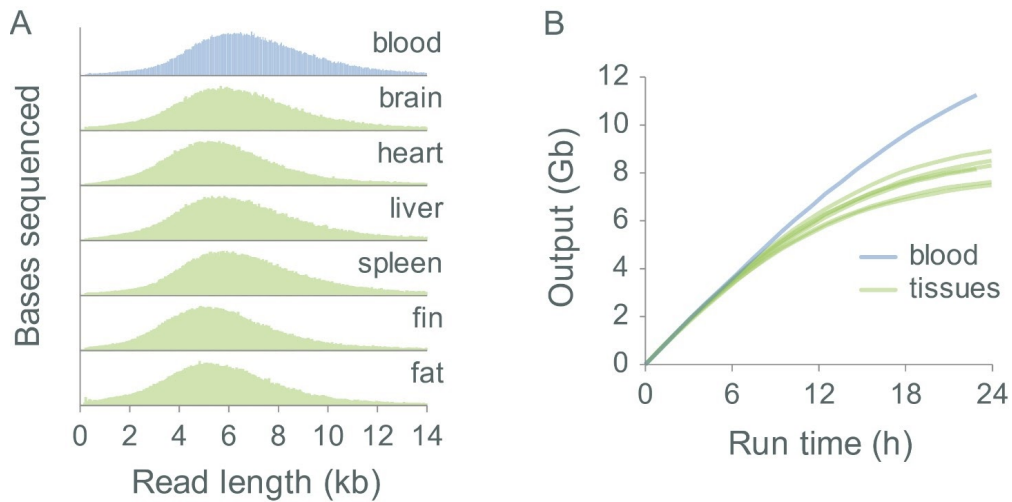 A
Bases sequenced
blood
brain
heart
liver
spleen
fin
fat
0 2 4 6 8 10 12 14
Read length (kb)
B
Output (Gb)
12
10
8
6
4
2
0
blood
tissues
0 6 12 18 24
Run time (h)